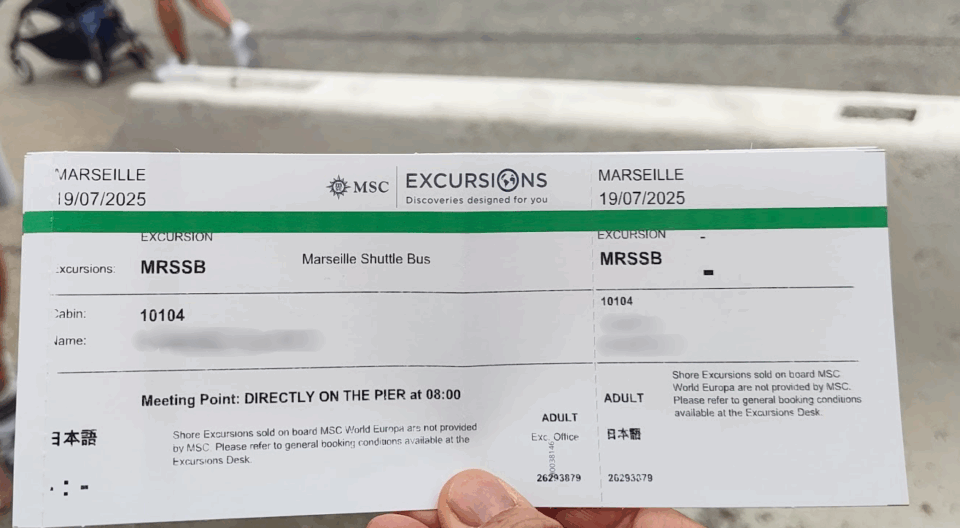 MARSEILLE
19/07/2025
MSC EXCURSIONS
Discoveries designed for you
MARSEILLE
19/07/2025
EXCURSION
xcursions: MRSSB Marseille Shuttle Bus
Cabin: 10104
Name:
Meeting Point: DIRECTLY ON THE PIER at 08:00
日本語
Shore Excursions sold on board MSC World Europa are not provided
by MSC. Please refer to general booking conditions available at the
Excursions Desk.
ADULT
Exc. Office
26293879
EXCURSION
MRSSB
10104
ADULT
Shore Excursions sold on board MSC
World Europa are not provided by MSC.
Please refer to general booking conditions
available at the Excursions Desk.
日本語
26293879